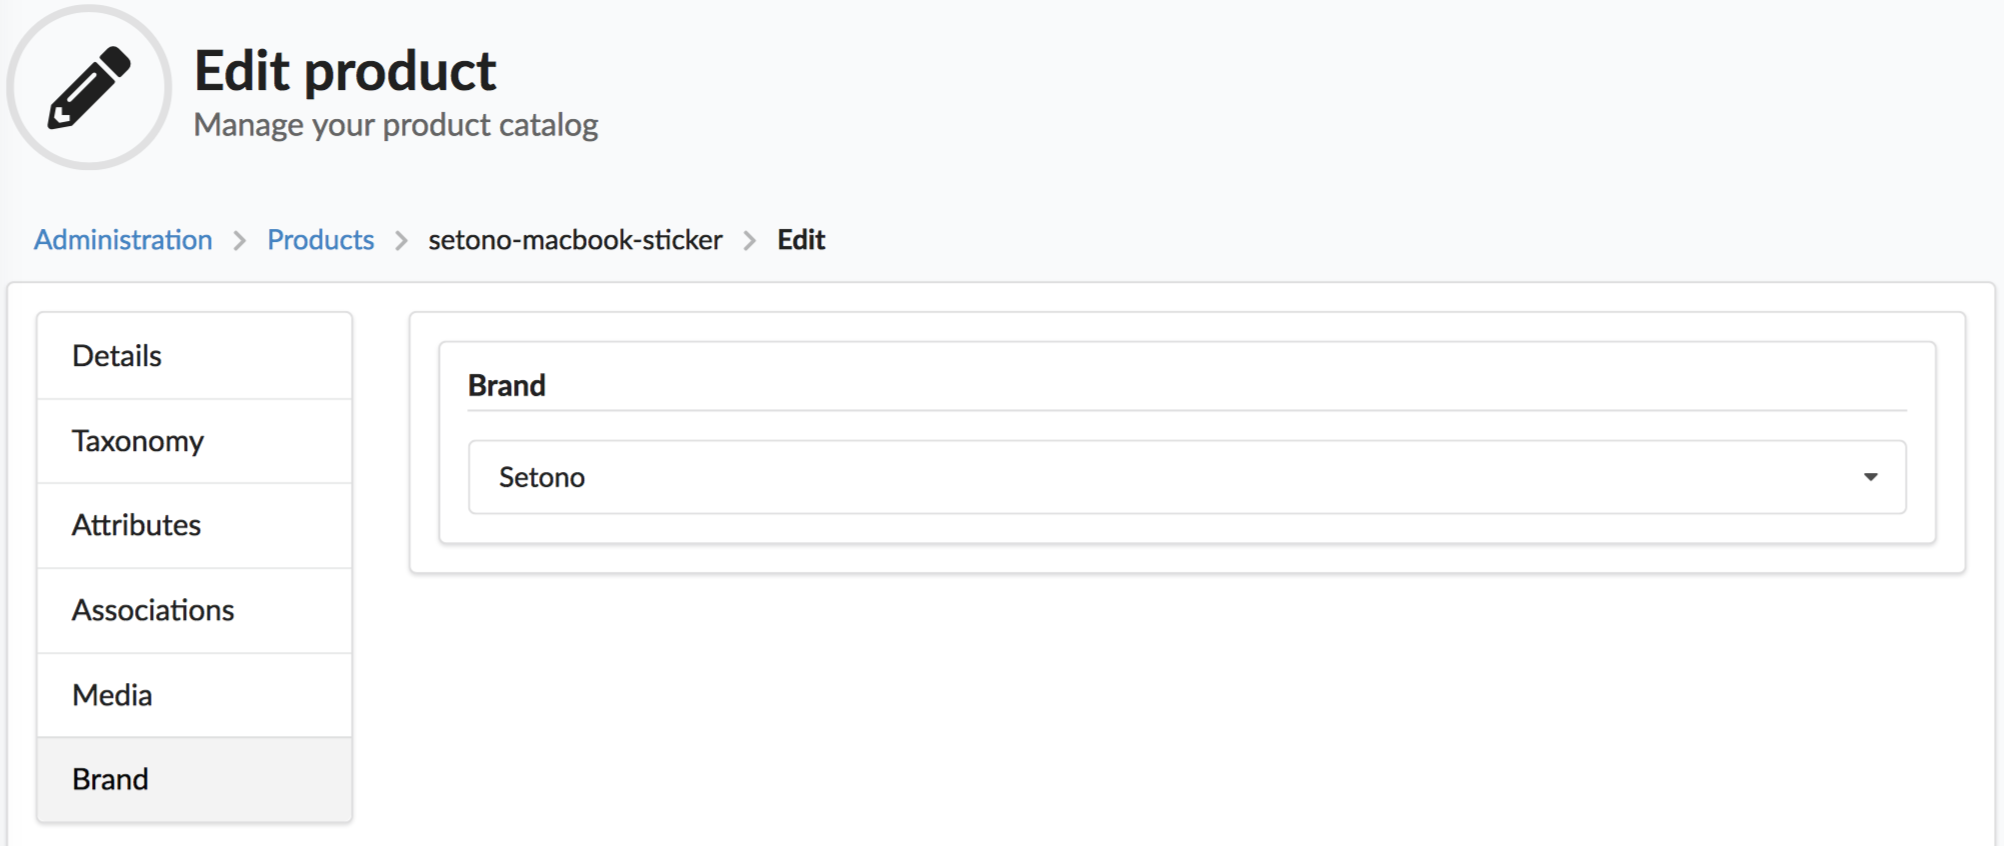 Edit product
Manage your product catalog
Administration > Products > setono-macbook-sticker > Edit
Details
Taxonomy
Attributes
Associations
Media
Brand
Brand
Setono